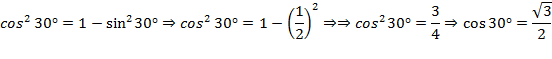 cos² 30° = 1 − sin² 30° ⇒ cos² 30° = 1 − (1/2)² ⇒⇒ cos² 30° = 3/4 ⇒ cos 30° = √3/2